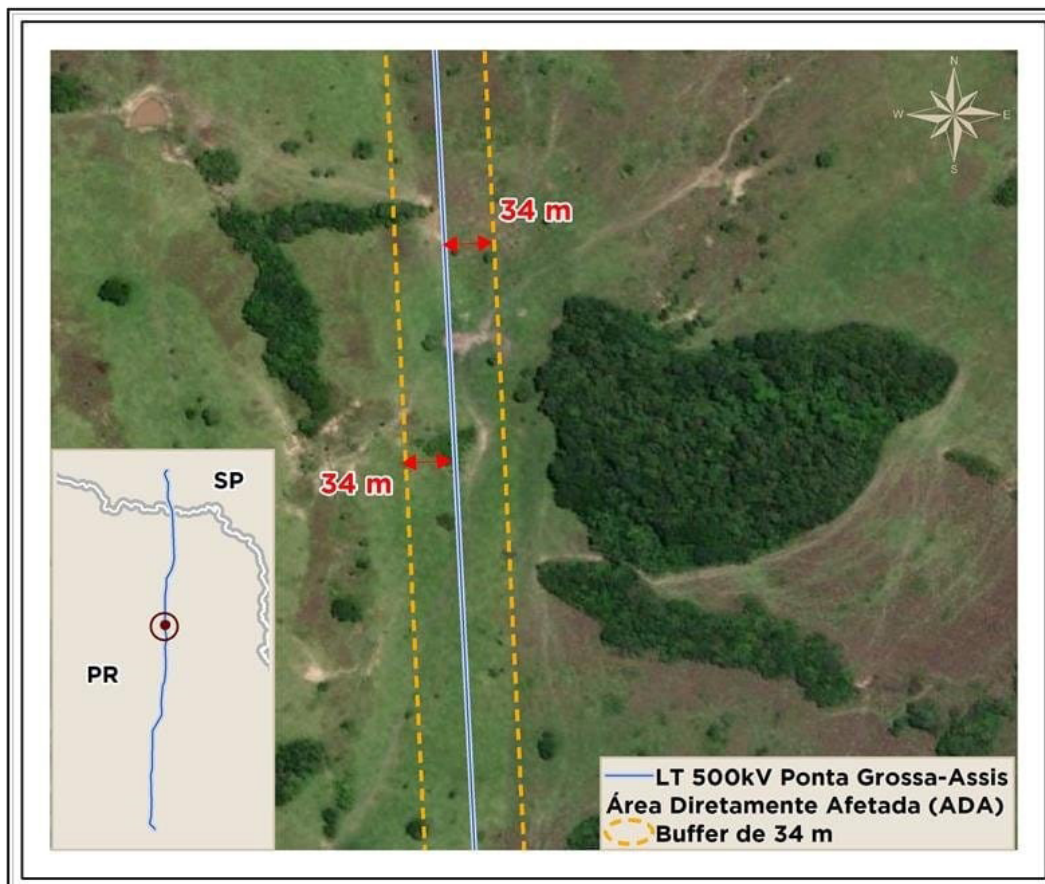 N
W
E
S
34 m
34 m
SP
PR
LT 500kV Ponta Grossa-Assis
Área Diretamente Afetada (ADA)
Buffer de 34 m